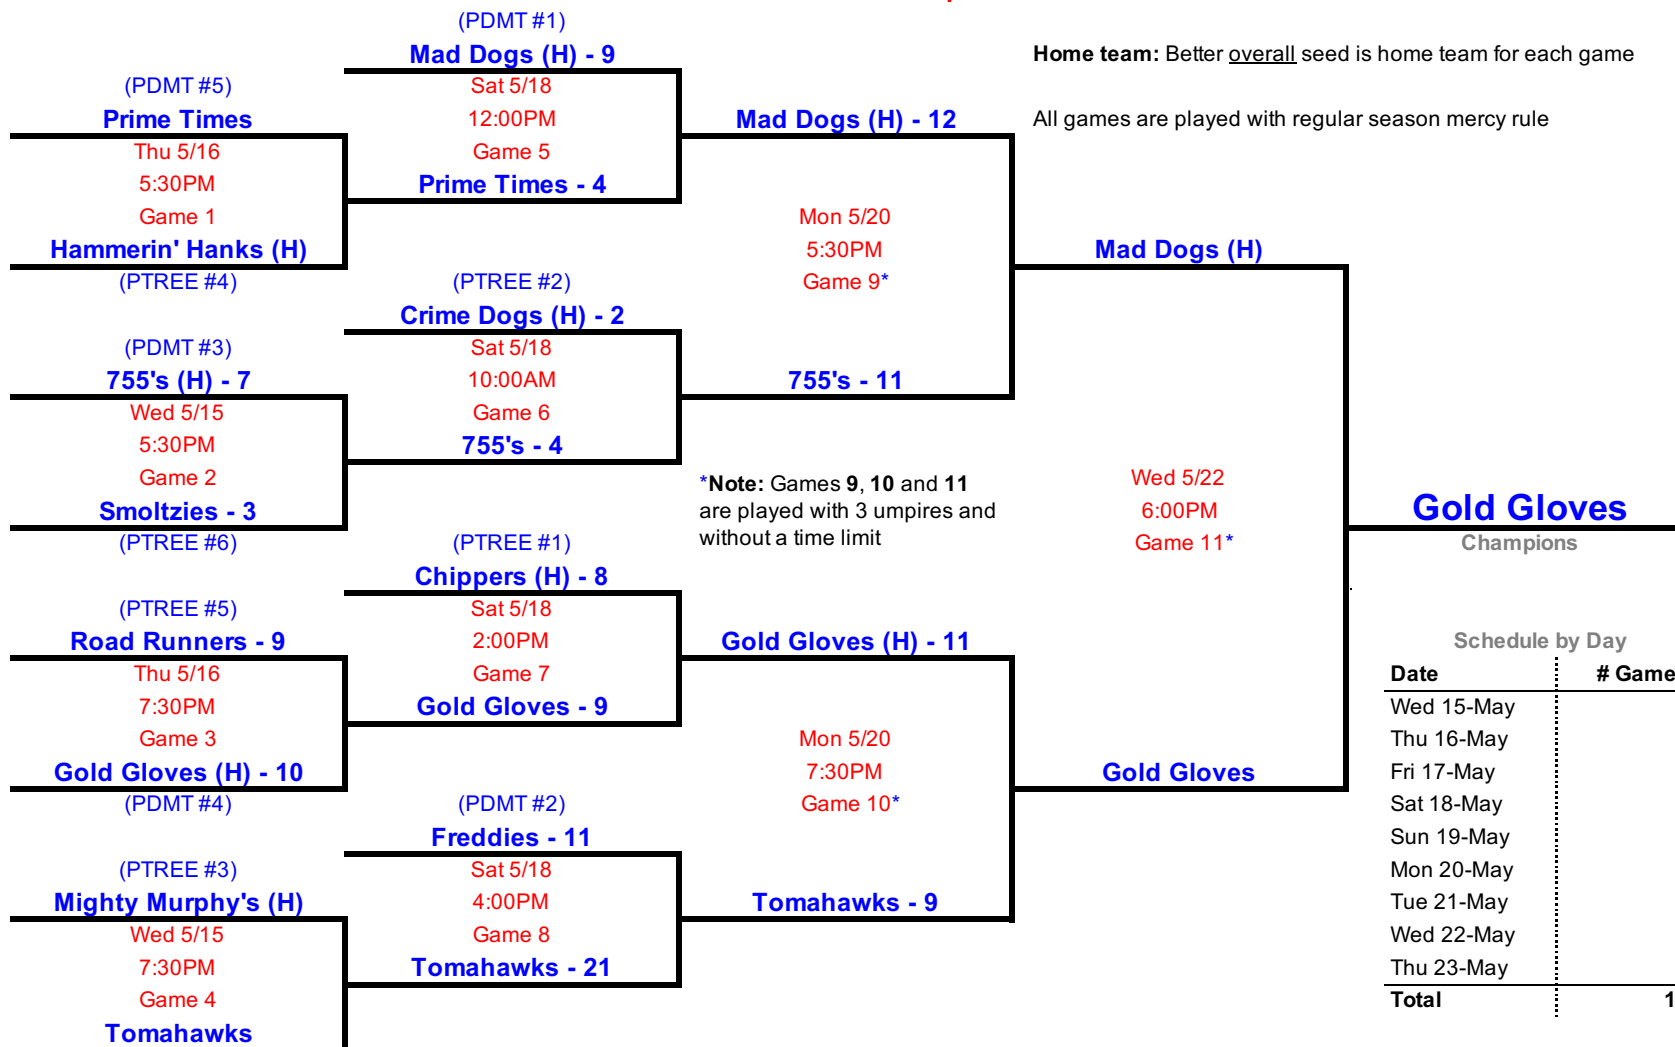 (PDMT #1)
Mad Dogs (H) - 9
Sat 5/18
12:00PM
Game 5
Prime Times - 4
(PDMT #5)
Prime Times
Thu 5/16
5:30PM
Game 1
Hammerin' Hanks (H)
(PTREE #4)
(PTREE #2)
Crime Dogs (H) - 2
Sat 5/18
10:00AM
Game 6
755's - 4
(PDMT #3)
755's (H) - 7
Wed 5/15
5:30PM
Game 2
Smoltzies - 3
(PTREE #6)
(PTREE #1)
Chippers (H) - 8
Sat 5/18
2:00PM
Game 7
Gold Gloves - 9
(PTREE #5)
Road Runners - 9
Thu 5/16
7:30PM
Game 3
Gold Gloves (H) - 10
(PDMT #4)
(PDMT #2)
Freddies - 11
Sat 5/18
4:00PM
Game 8
Tomahawks - 21
(PTREE #3)
Mighty Murphy's (H)
Wed 5/15
7:30PM
Game 4
Tomahawks
Mad Dogs (H) - 12
Mon 5/20
5:30PM
Game 9*
755's - 11
*Note: Games 9, 10 and 11
are played with 3 umpires and
without a time limit
Gold Gloves (H) - 11
Mon 5/20
7:30PM
Game 10*
Tomahawks - 9
Home team: Better overall seed is home team for each game
All games are played with regular season mercy rule
Mad Dogs (H)
Wed 5/22
6:00PM
Game 11*
Gold Gloves
Gold Gloves
Champions
Schedule by Day
Date # Game
Wed 15-May
Thu 16-May
Fri 17-May
Sat 18-May
Sun 19-May
Mon 20-May
Tue 21-May
Wed 22-May
Thu 23-May
Total 1